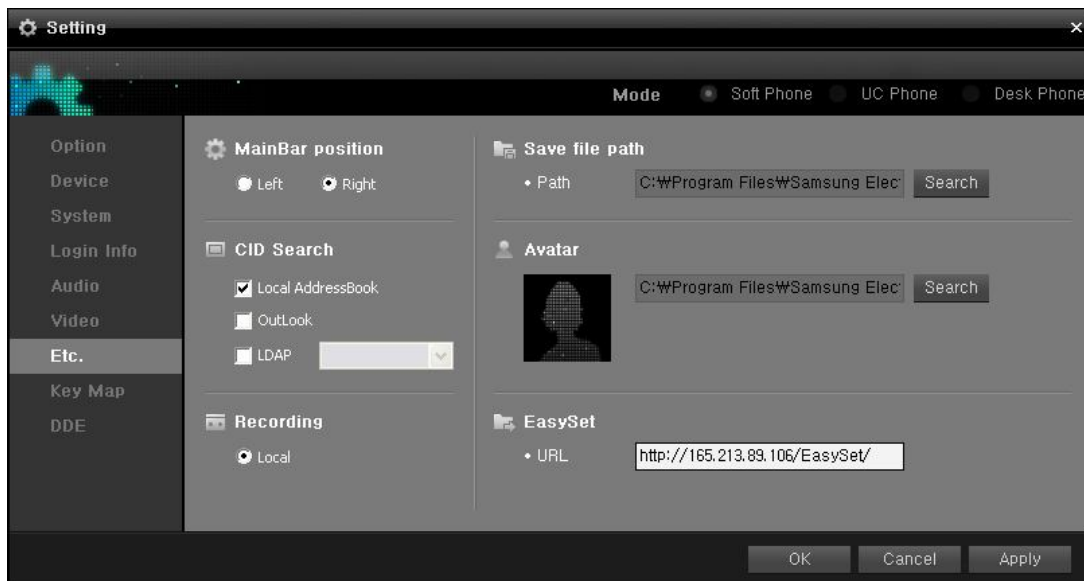 Setting
Mode Soft Phone UC Phone Desk Phone
Option
Device
System
Login Info
Audio
Video
Etc.
Key Map
DDE
MainBar position
Left Right
CID Search
Local AddressBook
OutLook
LDAP
Recording
Local
Save file path
• Path C:₩Program Files₩Samsung Elec Search
Avatar
C:₩Program Files₩Samsung Elec Search
EasySet
• URL http://165.213.89.106/EasySet/
OK Cancel Apply